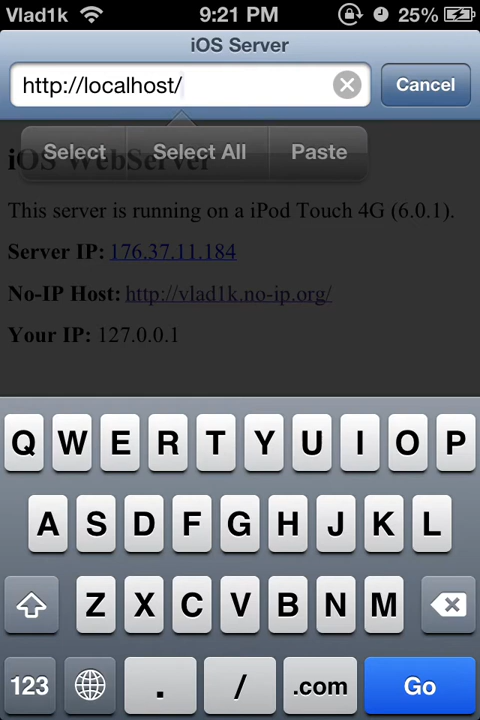 Vlad1k 9:21 PM 25%
iOS Server
http://localhost/ Cancel
Select Select All Paste
iOS WebServer
This server is running on a iPod Touch 4G (6.0.1).
Server IP: 176.37.11.184
No-IP Host: http://vlad1k.no-ip.org/
Your IP: 127.0.0.1
Q W E R T Y U I O P
A S D F G H J K L
Z X C V B N M
123 . / .com Go